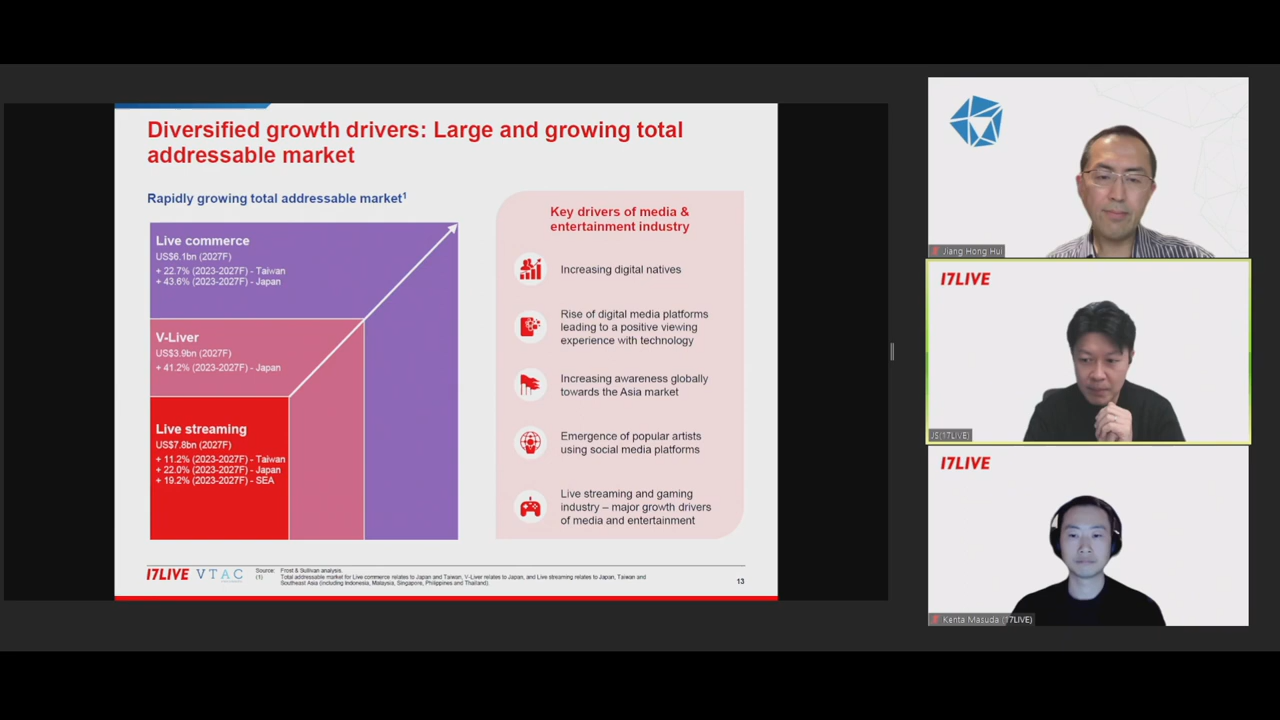 Diversified growth drivers: Large and growing total
addressable market
Rapidly growing total addressable market¹
Live commerce
US$6.1bn (2027F)
+ 22.7% (2023-2027F) - Taiwan
+ 43.6% (2023-2027F) - Japan
V-Liver
US$3.9bn (2027F)
+ 41.2% (2023-2027F) - Japan
Live streaming
US$7.8bn (2027F)
+ 11.2% (2023-2027F) - Taiwan
+ 22.0% (2023-2027F) - Japan
+ 19.2% (2023-2027F) - SEA
Key drivers of media &
entertainment industry
Increasing digital natives
Rise of digital media platforms
leading to a positive viewing
experience with technology
Increasing awareness globally
towards the Asia market
Emergence of popular artists
using social media platforms
Live streaming and gaming
industry – major growth drivers
of media and entertainment
17LIVE VTAC
Source: Frost & Sullivan analysis.
(1) Total addressable market for Live commerce relates to Japan and Taiwan, V-Liver relates to Japan, and Live streaming relates to Japan, Taiwan and
Southeast Asia (including Indonesia, Malaysia, Singapore, Philippines and Thailand).
13
Jiang Hong Hui
17LIVE
JS(17LIVE)
17LIVE
Kenta Masuda (17LIVE)